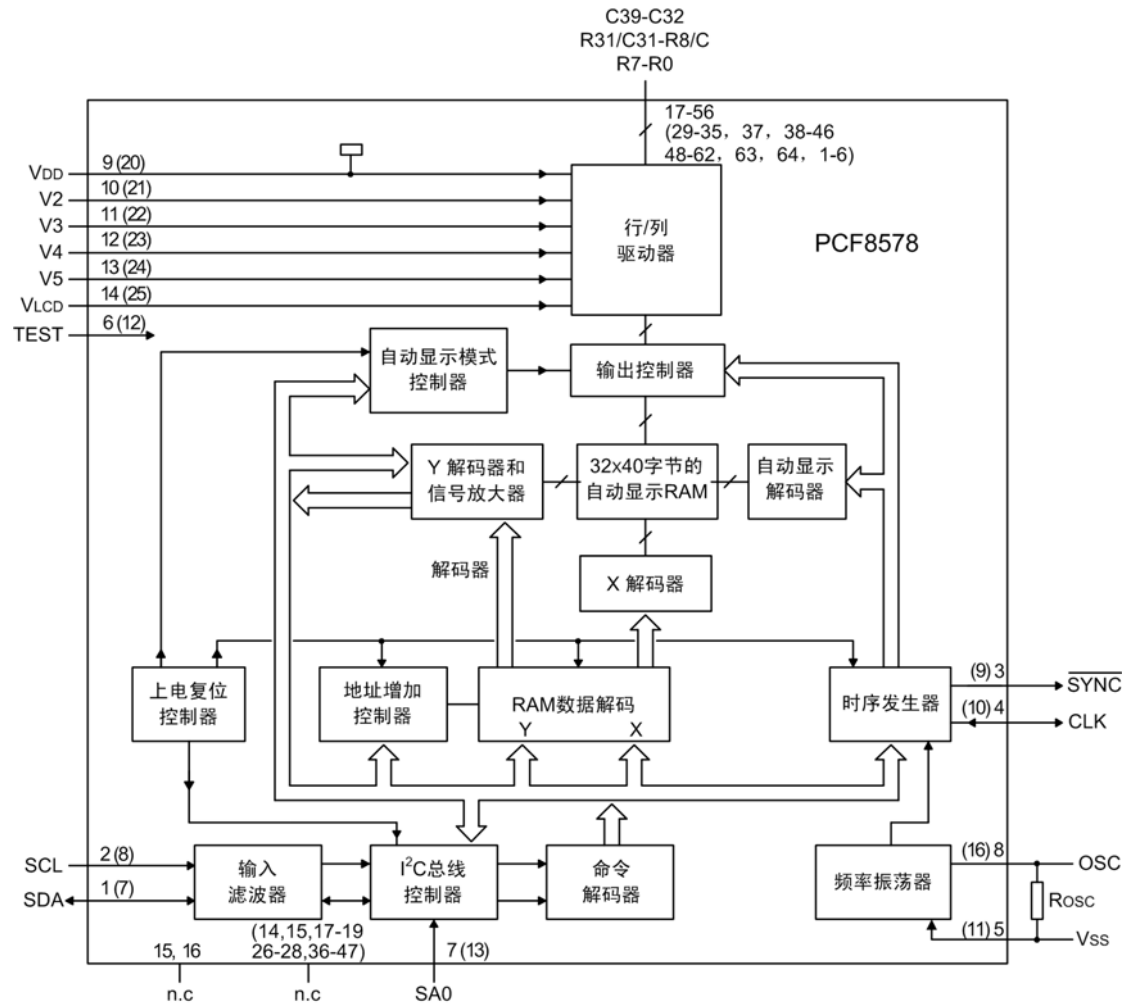 C39-C32
R31/C31-R8/C
R7-R0
17-56
(29-35，37，38-46
48-62，63，64，1-6)
VDD
9 (20)
V2
10 (21)
V3
11 (22)
V4
12 (23)
V5
13 (24)
VLCD
14 (25)
TEST
6 (12)
行/列
驱动器
PCF8578
自动显示模式
控制器
输出控制器
Y 解码器和
信号放大器
32x40字节的
自动显示RAM
自动显示
解码器
解码器
X 解码器
上电复位
控制器
地址增加
控制器
RAM数据解码
Y
X
时序发生器
(9) 3
SYNC
(10) 4
CLK
SCL
2 (8)
SDA
1 (7)
输入
滤波器
I²C总线
控制器
命令
解码器
频率振荡器
(16) 8
OSC
ROSC
(11) 5
VSS
15, 16
(14,15,17-19
26-28,36-47)
7 (13)
n.c
n.c
SA0